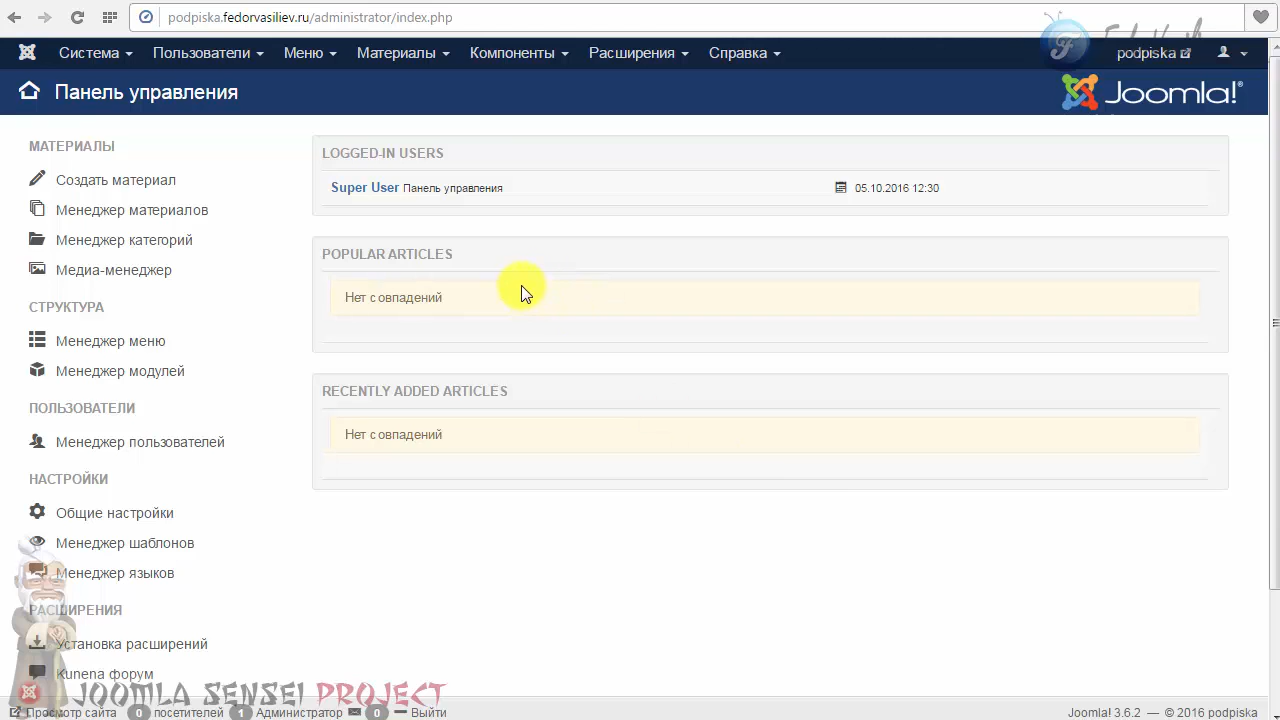 podpiska.fedorvasiliev.ru/administrator/index.php
Система Пользователи Меню Материалы Компоненты Расширения Справка podpiska
Панель управления
Joomla!®
МАТЕРИАЛЫ
Создать материал
Менеджер материалов
Менеджер категорий
Медиа-менеджер
СТРУКТУРА
Менеджер меню
Менеджер модулей
ПОЛЬЗОВАТЕЛИ
Менеджер пользователей
НАСТРОЙКИ
Общие настройки
Менеджер шаблонов
Менеджер языков
РАСШИРЕНИЯ
Установка расширений
Kunena форум
LOGGED-IN USERS
Super User Панель управления 05.10.2016 12:30
POPULAR ARTICLES
Нет совпадений
RECENTLY ADDED ARTICLES
Нет совпадений
JOOMLA SENSEI PROJECT
Просмотр сайта 0 посетителей 1 Администратор 0 Выйти
Joomla! 3.6.2 — © 2016 podpiska